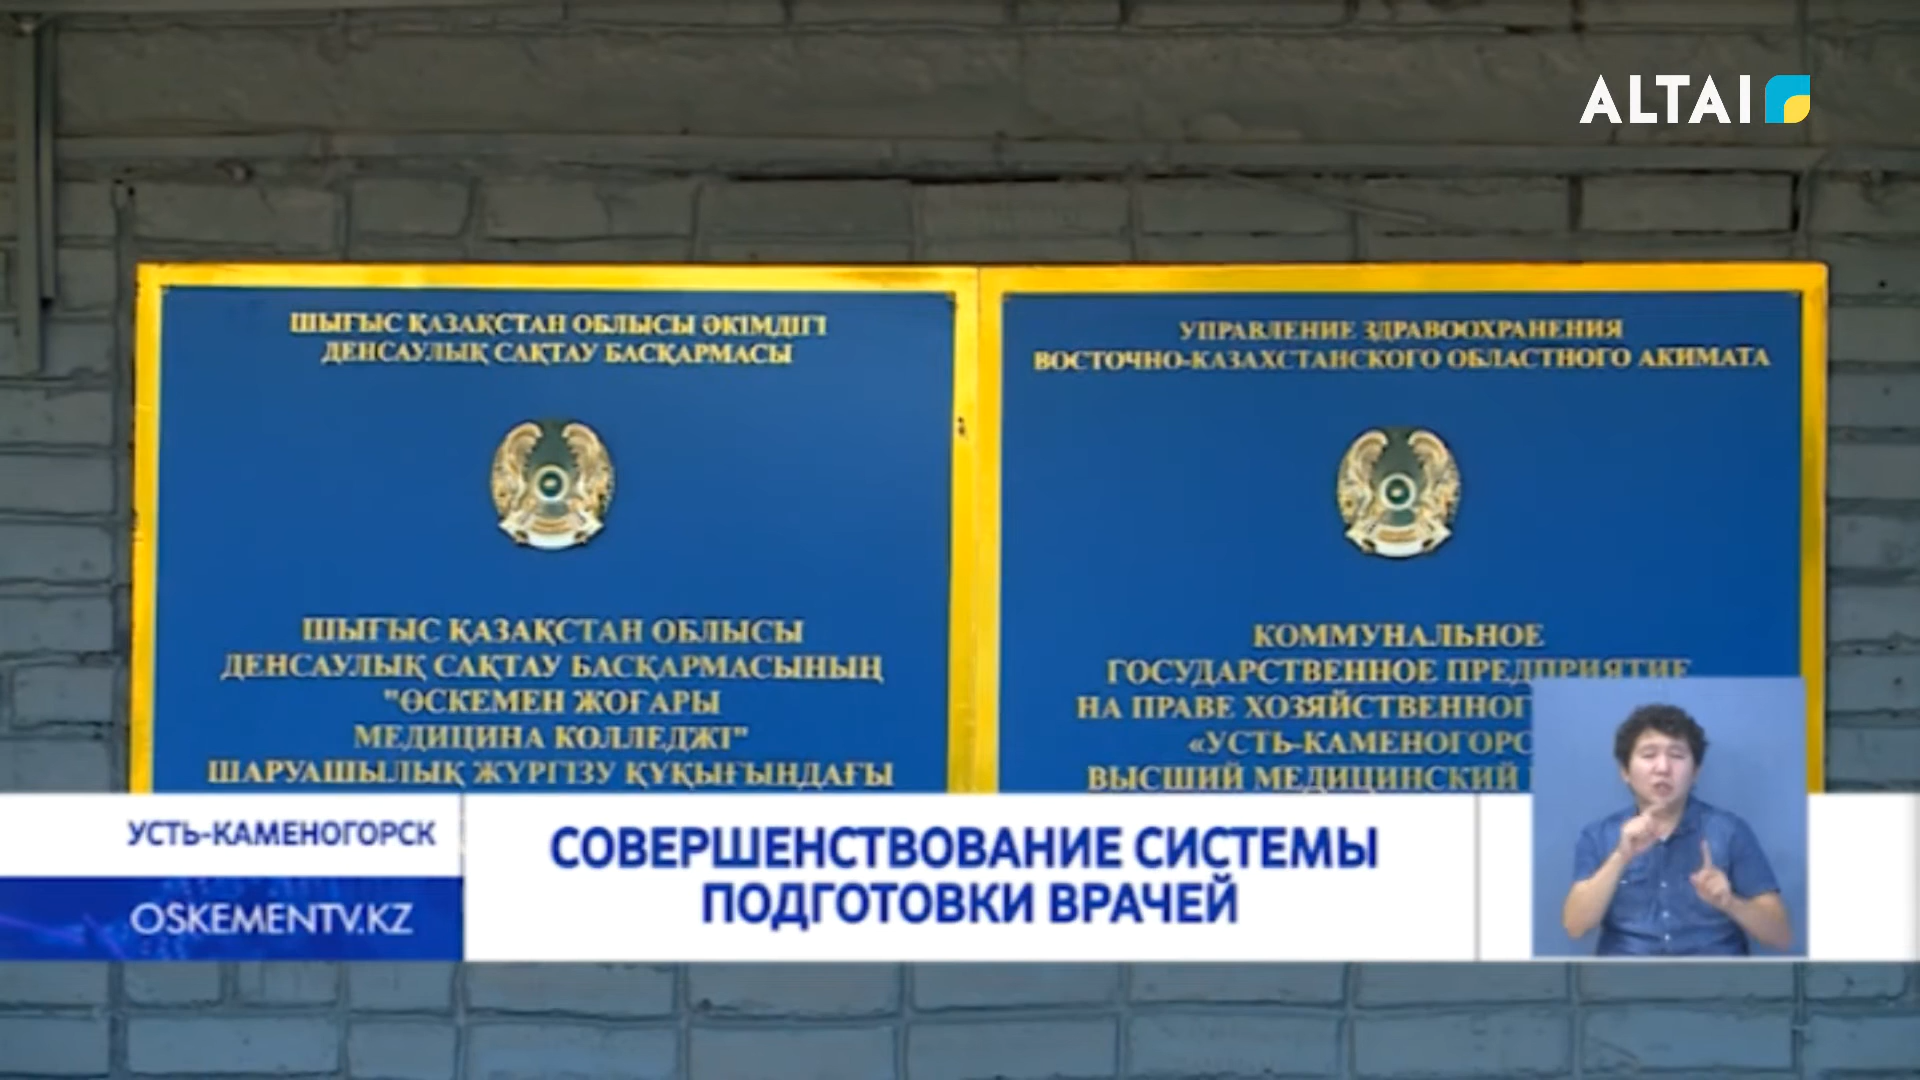 ALTAI
ШЫҒЫС ҚАЗАҚСТАН ОБЛЫСЫ ӘКІМДІГІ
ДЕНСАУЛЫҚ САҚТАУ БАСҚАРМАСЫ
ШЫҒЫС ҚАЗАҚСТАН ОБЛЫСЫ
ДЕНСАУЛЫҚ САҚТАУ БАСҚАРМАСЫНЫҢ
"ӨСКЕМЕН ЖОҒАРЫ
МЕДИЦИНА КОЛЛЕДЖІ"
ШАРУАШЫЛЫҚ ЖҮРГІЗУ ҚҰҚЫҒЫНДАҒЫ
УПРАВЛЕНИЕ ЗДРАВООХРАНЕНИЯ
ВОСТОЧНО-КАЗАХСТАНСКОГО ОБЛАСТНОГО АКИМАТА
КОММУНАЛЬНОЕ
ГОСУДАРСТВЕННОЕ ПРЕДПРИЯТИЕ
НА ПРАВЕ
ВЫСШИЙ МЕДИЦИНСКИЙ
УСТЬ-КАМЕНОГОРСК
OSKEMENTV.KZ
СОВЕРШЕНСТВОВАНИЕ СИСТЕМЫ
ПОДГОТОВКИ ВРАЧЕЙ